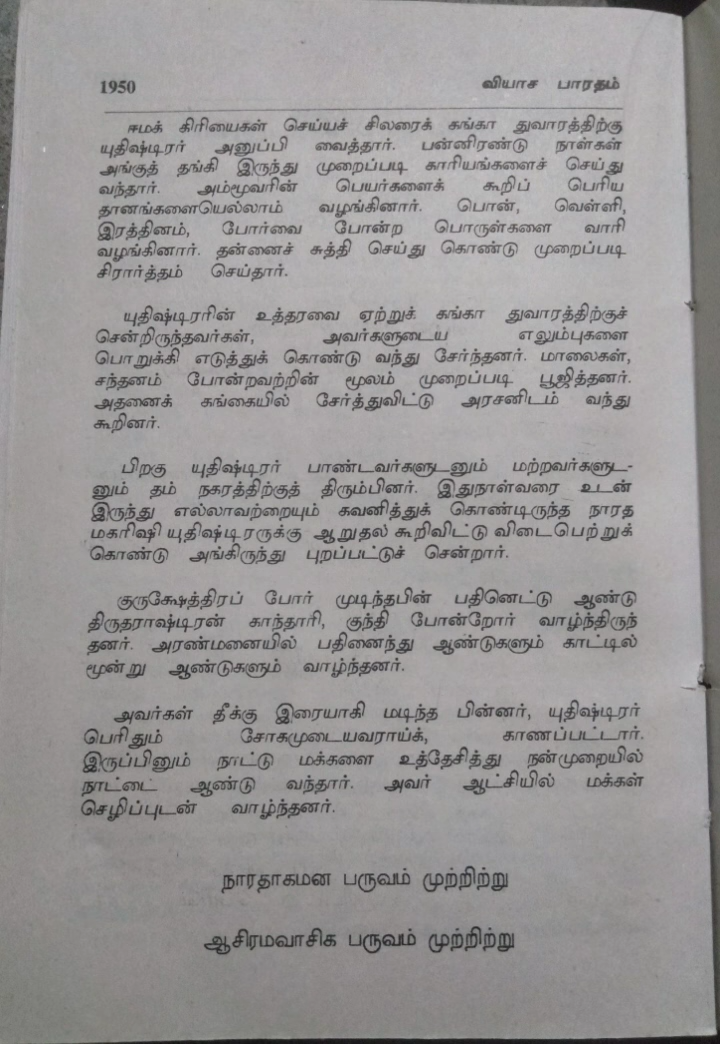 1950
வியாச பாரதம்
ஈமக் கிரியைகள் செய்யச் சிலரைக் கங்கா துவாரத்திற்கு
யுதிஷ்டிரர் அனுப்பி வைத்தார். பன்னிரண்டு நாள்கள்
அங்குத் தங்கி இருந்து முறைப்படி காரியங்களைச் செய்து
வந்தார். அம்மூவரின் பெயர்களைக் கூறிப் பெரிய
தானங்களையெல்லாம் வழங்கினார். பொன், வெள்ளி,
இரத்தினம், போர்வை போன்ற பொருள்களை வாரி
வழங்கினார். தன்னைச் சுத்தி செய்து கொண்டு முறைப்படி
சிரார்த்தம் செய்தார்.
யுதிஷ்டிரரின் உத்தரவை ஏற்றுக் கங்கா துவாரத்திற்குச்
சென்றிருந்தவர்கள், அவர்களுடைய எலும்புகளை
பொறுக்கி எடுத்துக் கொண்டு வந்து சேர்ந்தனர். மாலைகள்,
சந்தனம் போன்றவற்றின் மூலம் முறைப்படி பூஜித்தனர்.
அதனைக் கங்கையில் சேர்த்துவிட்டு அரசனிடம் வந்து
கூறினர்.
பிறகு யுதிஷ்டிரர் பாண்டவர்களுடனும் மற்றவர்களுட-
னும் தம் நகரத்திற்குத் திரும்பினர். இதுநாள்வரை உடன்
இருந்து எல்லாவற்றையும் கவனித்துக் கொண்டிருந்த நாரத
மகரிஷி யுதிஷ்டிரருக்கு ஆறுதல் கூறிவிட்டு விடைபெற்றுக்
கொண்டு அங்கிருந்து புறப்பட்டுச் சென்றார்.
குருக்ஷேத்திரப் போர் முடிந்தபின் பதினெட்டு ஆண்டு
திருதராஷ்டிரன் காந்தாரி, குந்தி போன்றோர் வாழ்ந்திருந்
தனர். அரண்மனையில் பதினைந்து ஆண்டுகளும் காட்டில்
மூன்று ஆண்டுகளும் வாழ்ந்தனர்.
அவர்கள் தீக்கு இரையாகி மடிந்த பின்னர், யுதிஷ்டிரர்
பெரிதும் சோகமுடையவராய்க், காணப்பட்டார்.
இருப்பினும் நாட்டு மக்களை உத்தேசித்து நன்முறையில்
நாட்டை ஆண்டு வந்தார். அவர் ஆட்சியில் மக்கள்
செழிப்புடன் வாழ்ந்தனர்.
நாரதாகமன பருவம் முற்றிற்று
ஆசிரமவாசிக பருவம் முற்றிற்று